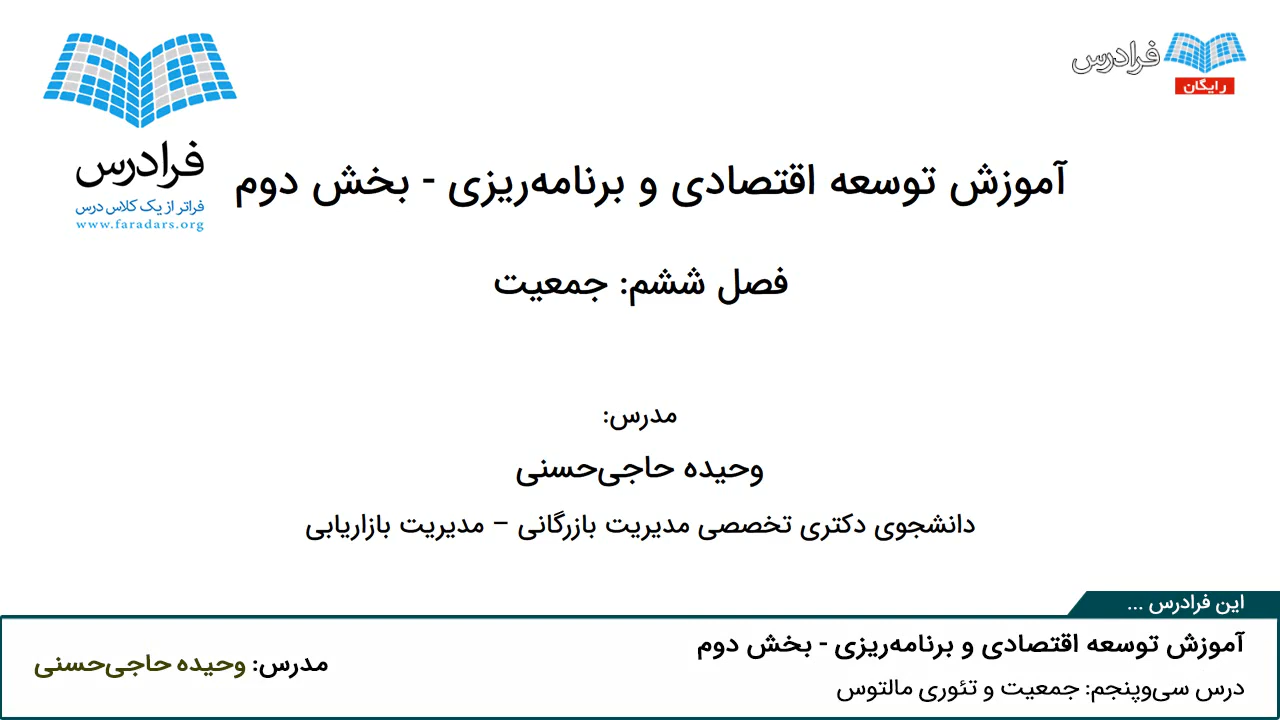 فرادرس
رایگان
فرادرس
فراتر از یک کلاس درس
www.faradars.org
آموزش توسعه اقتصادی و برنامه‌ریزی - بخش دوم
فصل ششم: جمعیت
مدرس:
وحیده حاجی‌حسنی
دانشجوی دکتری تخصصی مدیریت بازرگانی – مدیریت بازاریابی
این فرادرس ...
آموزش توسعه اقتصادی و برنامه‌ریزی - بخش دوم
درس سی‌وپنجم: جمعیت و تئوری مالتوس
مدرس: وحیده حاجی‌حسنی